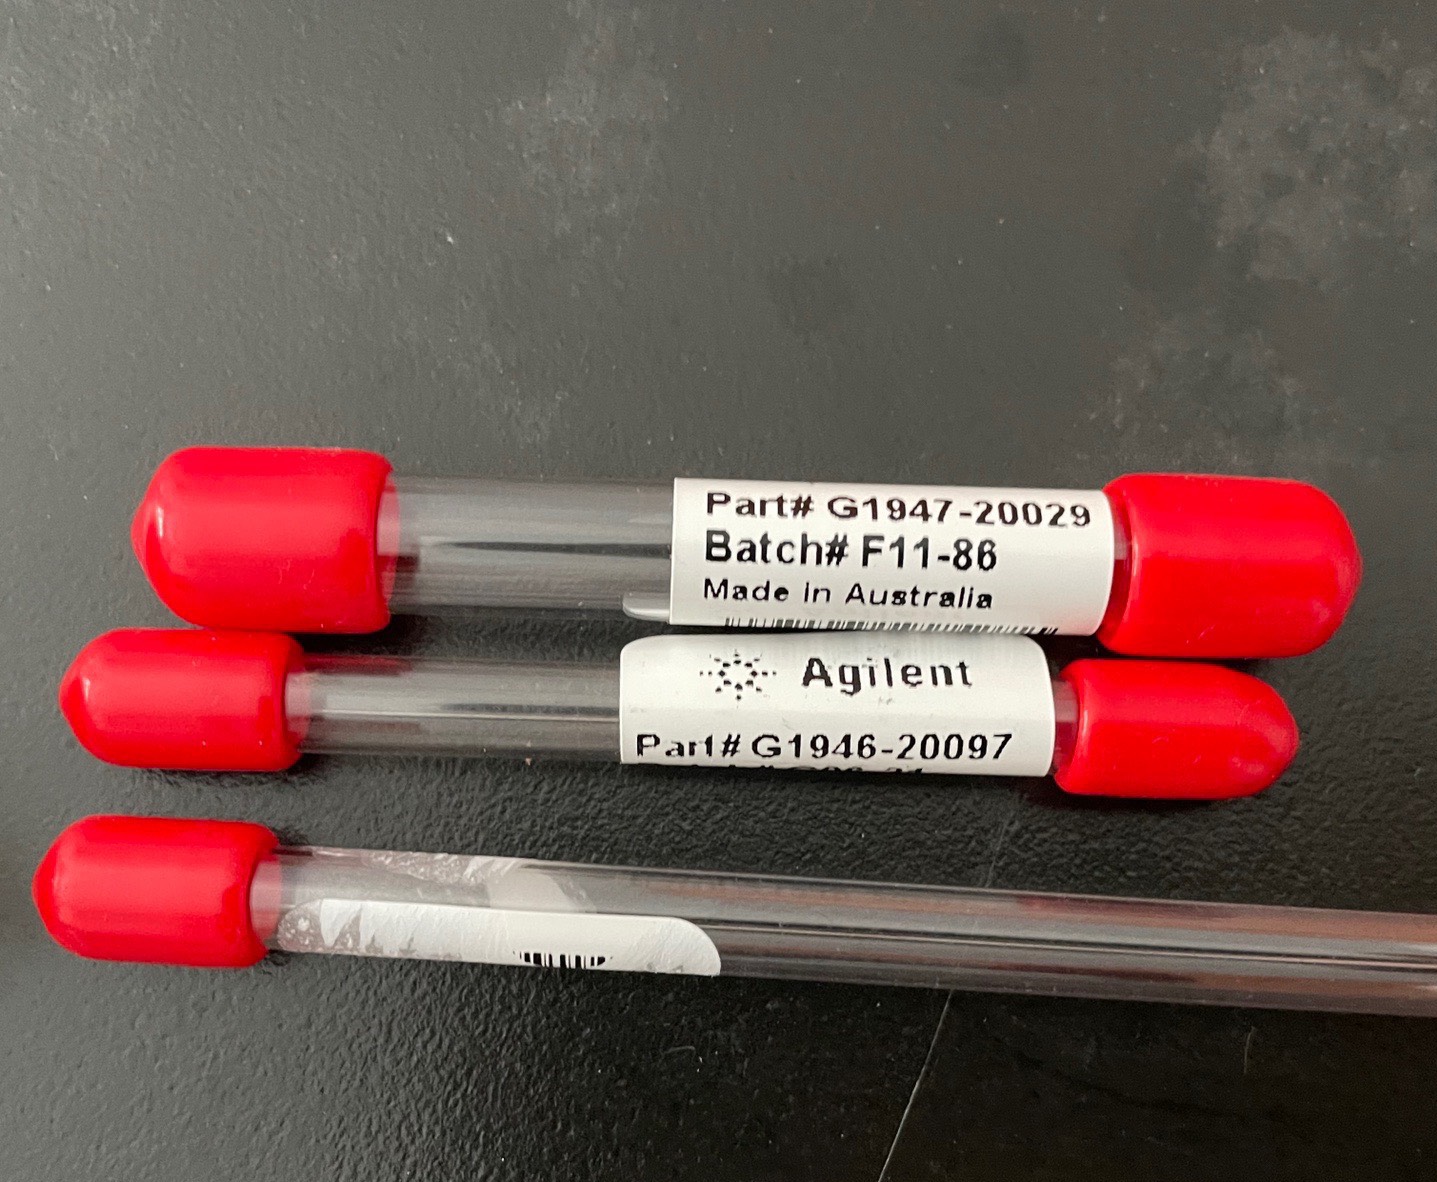 Part# G1947-20029
Batch# F11-86
Made in Australia
Agilent
Part# G1946-20097